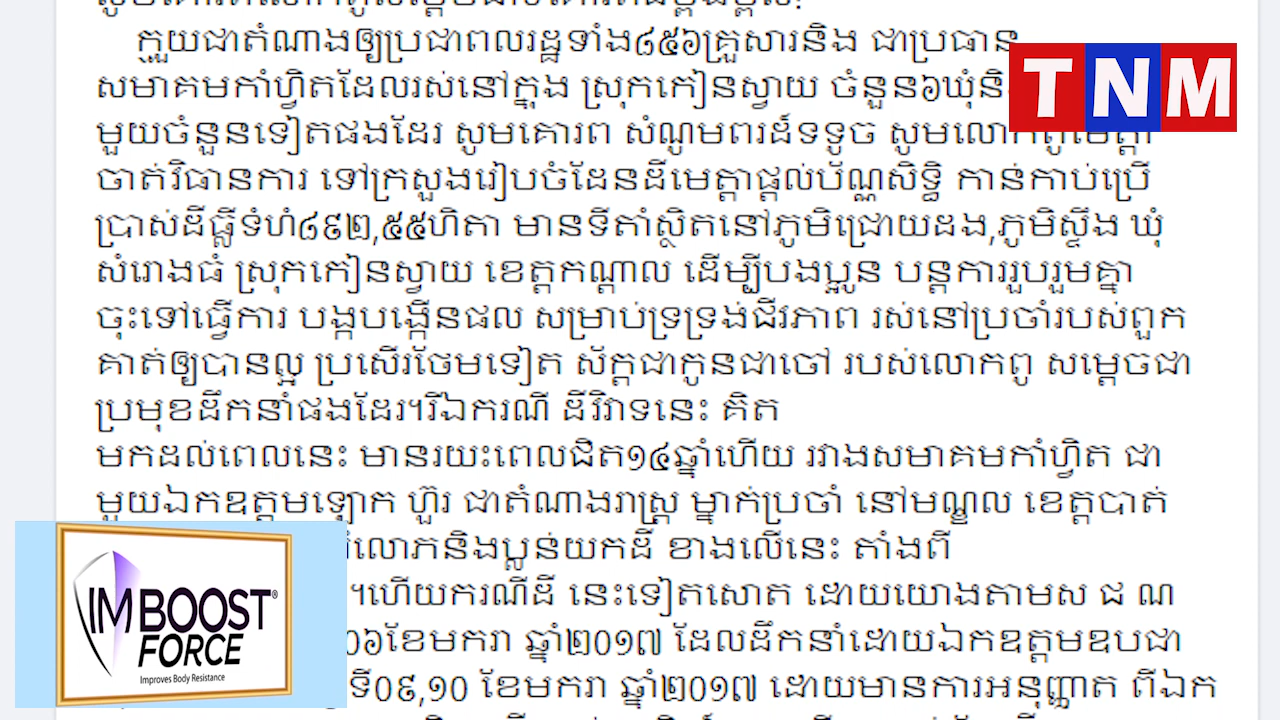 ក្មួយជាតំណាងឲ្យប្រជាពលរដ្ឋទាំង៨៥៦គ្រួសារនិង ជាប្រធាន
សមាគមកាំហ្វិតដែលរស់នៅក្នុង ស្រុកកៀនស្វាយ ចំនួន៦ឃុំនិ
TNM
មួយចំនួនទៀតផងដែរ សូមគោរព សំណូមពរដ៏ទទូច សូមលោកពូមេត្តា
ចាត់វិធានការ ទៅក្រសួងរៀបចំដែនដីមេត្តាផ្តល់ប័ណ្ណសិទ្ធិ កាន់កាប់ប្រើ
ប្រាស់ដីធ្លីទំហំ៨៩២,៥៥ហិតា មានទីតាំស្ថិតនៅភូមិជ្រោយដង,ភូមិស្ទឹង ឃុំ
សំរោងធំ ស្រុកកៀនស្វាយ ខេត្តកណ្តាល ដើម្បីបងប្អូន បន្តការរួបរួមគ្នា
ចុះទៅធ្វើការ បង្កបង្កើនផល សម្រាប់ទ្រទ្រង់ជីវភាព រស់នៅប្រចាំរបស់ពួក
គាត់ឲ្យបានល្អ ប្រសើរថែមទៀត ស័ក្តជាកូនជាចៅ របស់លោកពូ សម្តេចជា
ប្រមុខដឹកនាំផងដែរ។រីឯករណី ដីវិវាទនេះ គិត
មកដល់ពេលនេះ មានរយះពេលជិត១៤ឆ្នាំហើយ រវាងសមាគមកាំហ្វិត ជា
មួយឯកឧត្តមឡោក ហ៊ួរ ជាតំណាងរាស្ត្រ ម្នាក់ប្រចាំ នៅមណ្ឌល ខេត្តបាត់
លោភនិងប្លន់យកដី ខាងលើនេះ តាំងពី
។ហើយករណីដី នេះទៀតសោត ដោយយោងតាមស ជ ណ
០៦ខែមករា ឆ្នាំ២០១៧ ដែលដឹកនាំដោយឯកឧត្តមឧបជា
ទី០៩,១០ ខែមករា ឆ្នាំ២០១៧ ដោយមានការអនុញ្ញាត ពីឯក
IMBOOST®
FORCE
Improves Body Resistance